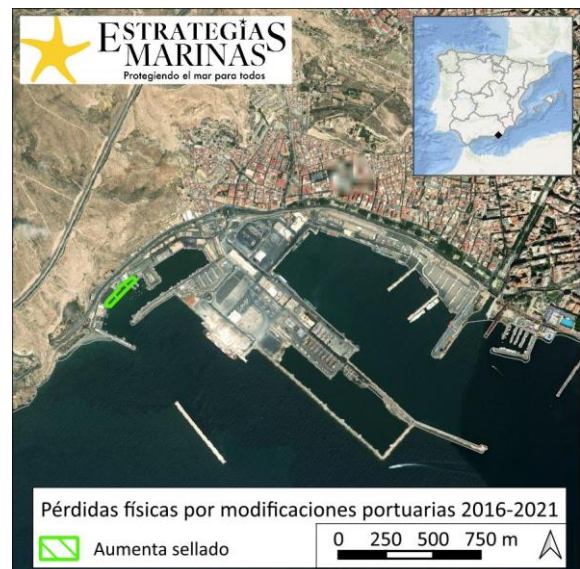 ESTRATEGIAS
MARINAS
Protegiendo el mar para todos
Pérdidas físicas por modificaciones portuarias 2016-2021
Aumenta sellado
0 250 500 750 m